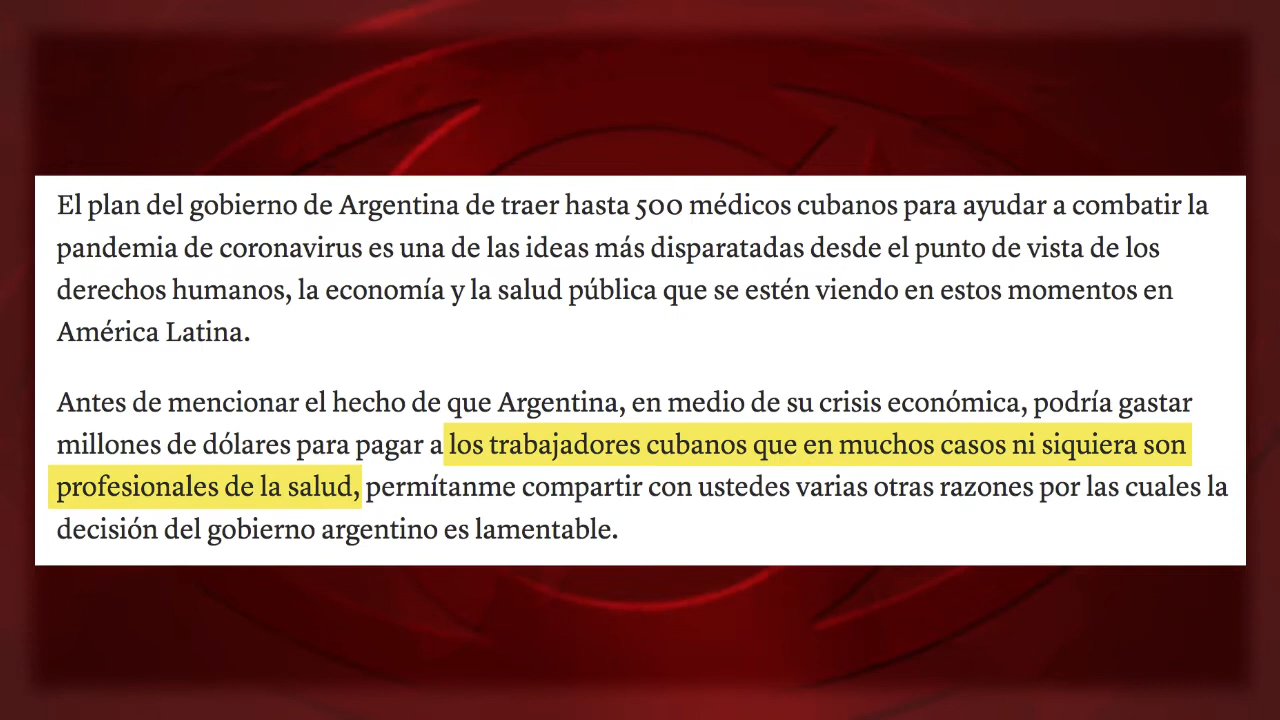 El plan del gobierno de Argentina de traer hasta 500 médicos cubanos para ayudar a combatir la
pandemia de coronavirus es una de las ideas más disparatadas desde el punto de vista de los
derechos humanos, la economía y la salud pública que se estén viendo en estos momentos en
América Latina.
Antes de mencionar el hecho de que Argentina, en medio de su crisis económica, podría gastar
millones de dólares para pagar a los trabajadores cubanos que en muchos casos ni siquiera son
profesionales de la salud, permítanme compartir con ustedes varias otras razones por las cuales la
decisión del gobierno argentino es lamentable.